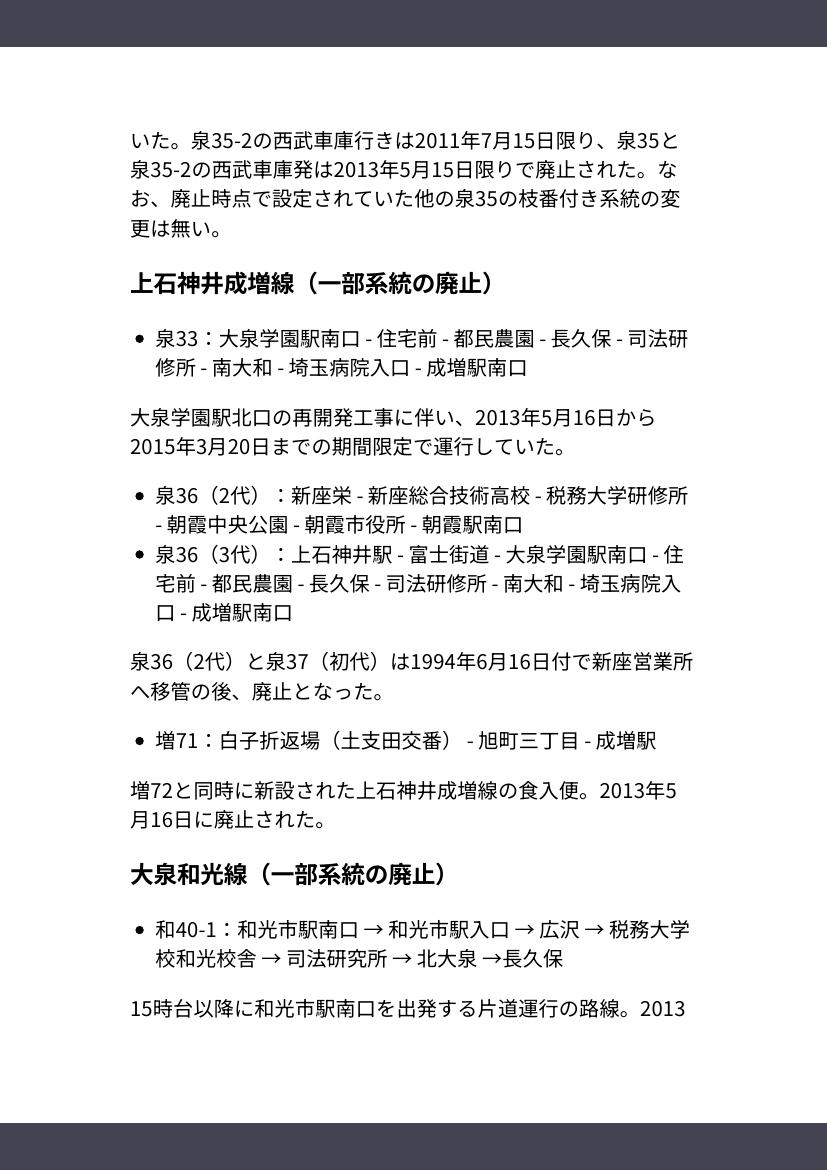 いた。泉35-2の西武車庫行きは2011年7月15日限り、泉35と
泉35-2の西武車庫発は2013年5月15日限りで廃止された。な
お、廃止時点で設定されていた他の泉35の枝番付き系統の変
更は無い。
上石神井成増線（一部系統の廃止）
• 泉33：大泉学園駅南口 - 住宅前 - 都民農園 - 長久保 - 司法研
修所 - 南大和 - 埼玉病院入口 - 成増駅南口
大泉学園駅北口の再開発工事に伴い、2013年5月16日から
2015年3月20日までの期間限定で運行していた。
• 泉36（2代）：新座栄 - 新座総合技術高校 - 税務大学研修所
- 朝霞中央公園 - 朝霞市役所 - 朝霞駅南口
• 泉36（3代）：上石神井駅 - 富士街道 - 大泉学園駅南口 - 住
宅前 - 都民農園 - 長久保 - 司法研修所 - 南大和 - 埼玉病院入
口 - 成増駅南口
泉36（2代）と泉37（初代）は1994年6月16日付で新座営業所
へ移管の後、廃止となった。
• 増71：白子折返場（土支田交番） - 旭町三丁目 - 成増駅
増72と同時に新設された上石神井成増線の食入便。2013年5
月16日に廃止された。
大泉和光線（一部系統の廃止）
• 和40-1：和光市駅南口 → 和光市駅入口 → 広沢 → 税務大学
校和光校舎 → 司法研究所 → 北大泉 →長久保
15時台以降に和光市駅南口を出発する片道運行の路線。2013